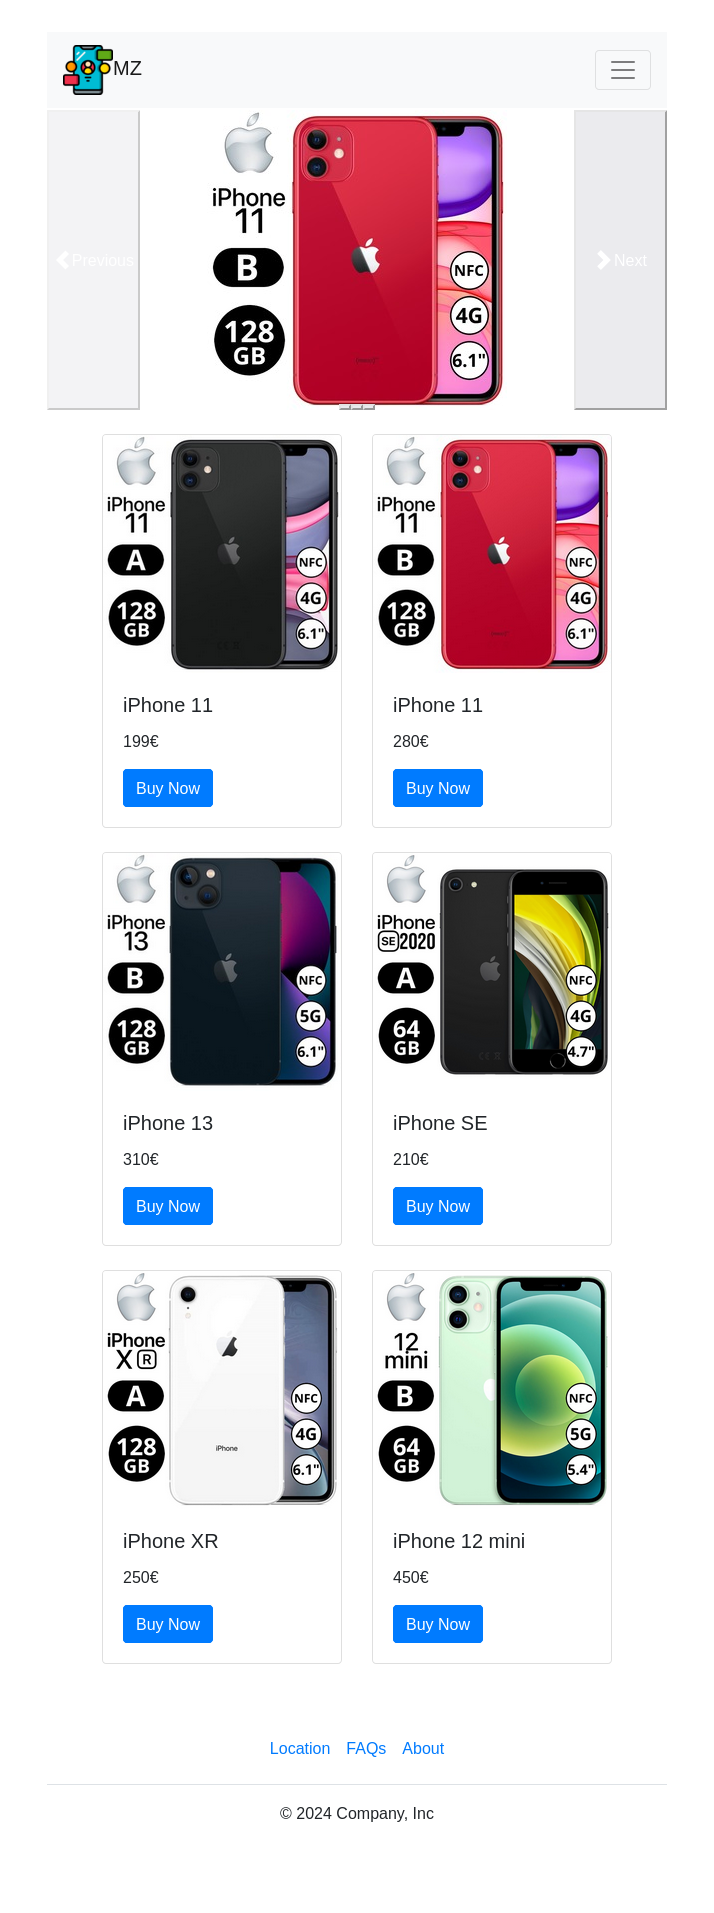 MZ
Previous
iPhone
11
B
128
GB
NFC
4G
6.1"
Next
iPhone
11
A
128
GB
NFC
4G
6.1"
iPhone 11
199€
Buy Now
iPhone
11
B
128
GB
NFC
4G
6.1"
iPhone 11
280€
Buy Now
iPhone
13
B
128
GB
NFC
5G
6.1"
iPhone 13
310€
Buy Now
iPhone
SE 2020
A
64
GB
NFC
4G
4.7"
iPhone SE
210€
Buy Now
iPhone
X R
A
128
GB
iPhone
NFC
4G
6.1"
iPhone XR
250€
Buy Now
12
mini
B
64
GB
NFC
5G
5.4"
iPhone 12 mini
450€
Buy Now
Location FAQs About
© 2024 Company, Inc